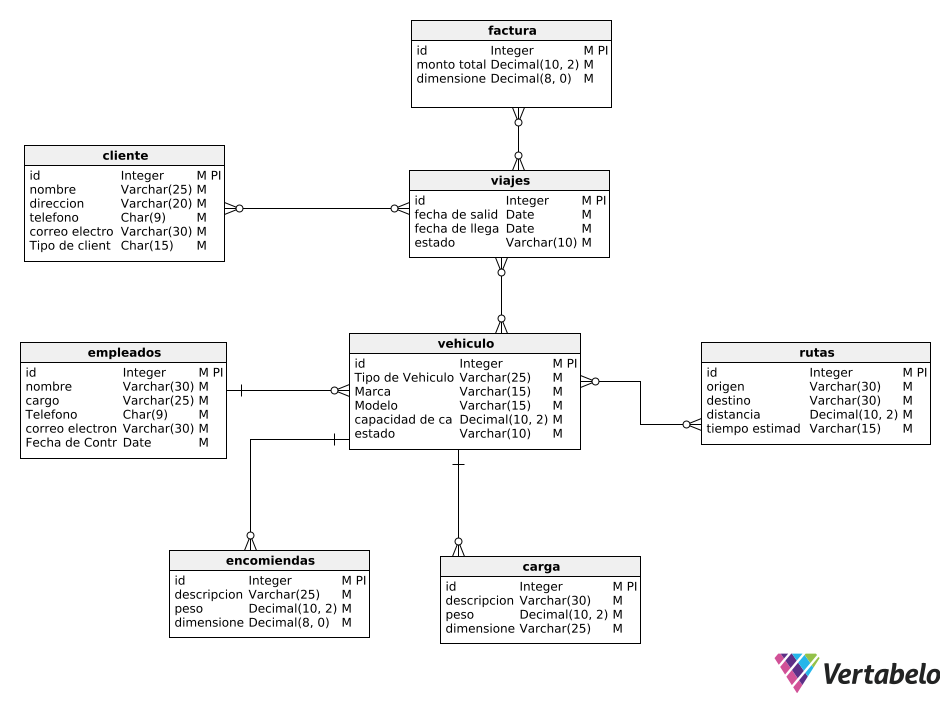 factura
id Integer M PI
monto total Decimal(10, 2) M
dimensione Decimal(8, 0) M
cliente
id Integer M PI
nombre Varchar(25) M
direccion Varchar(20) M
telefono Char(9) M
correo electro Varchar(30) M
Tipo de client Char(15) M
viajes
id Integer M PI
fecha de salid Date M
fecha de llega Date M
estado Varchar(10) M
empleados
id Integer M PI
nombre Varchar(30) M
cargo Varchar(25) M
Telefono Char(9) M
correo electron Varchar(30) M
Fecha de Contr Date M
vehiculo
id Integer M PI
Tipo de Vehiculo Varchar(25) M
Marca Varchar(15) M
Modelo Varchar(15) M
capacidad de ca Decimal(10, 2) M
estado Varchar(10) M
rutas
id Integer M PI
origen Varchar(30) M
destino Varchar(30) M
distancia Decimal(10, 2) M
tiempo estimad Varchar(15) M
encomiendas
id Integer M PI
descripcion Varchar(25) M
peso Decimal(10, 2) M
dimensione Decimal(8, 0) M
carga
id Integer M PI
descripcion Varchar(30) M
peso Decimal(10, 2) M
dimensione Varchar(25) M
Vertabelo